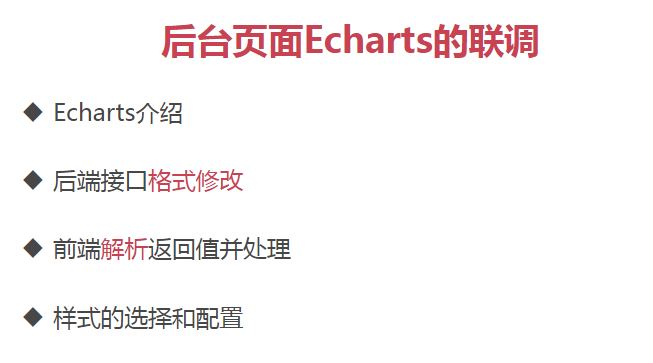 后台页面Echarts的联调
◆ Echarts介绍
◆ 后端接口格式修改
◆ 前端解析返回值并处理
◆ 样式的选择和配置